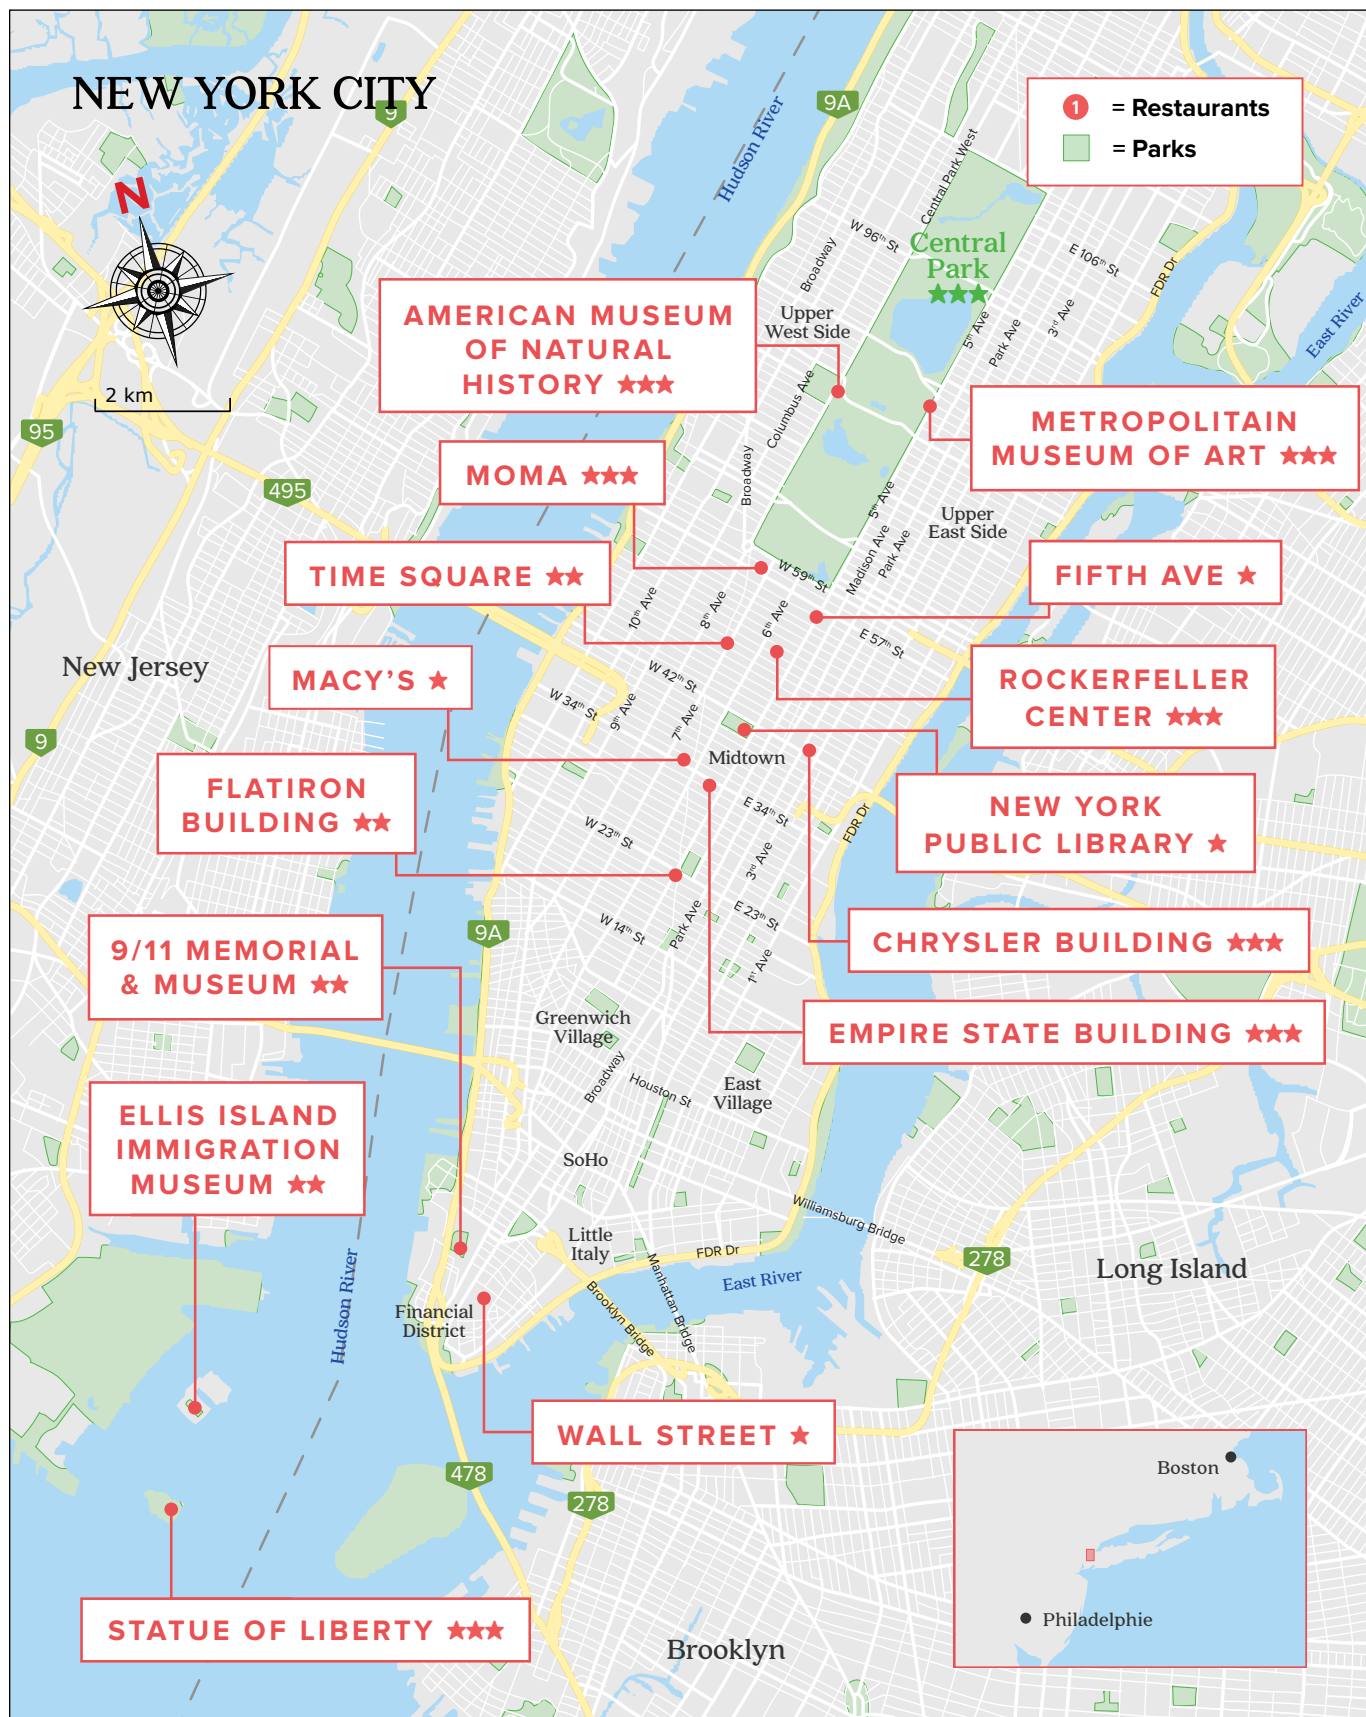 NEW YORK CITY
1 = Restaurants
= Parks
N
2 km
9
9A
95
495
9
9A
278
478
278
Hudson River
Central Park West
W 96th St
Broadway
Central
Park
★★★
E 106th St
FDR Dr
East River
Upper
West Side
5th Ave
Park Ave
3rd Ave
AMERICAN MUSEUM
OF NATURAL
HISTORY ★★★
Columbus Ave
METROPOLITAIN
MUSEUM OF ART ★★★
MOMA ★★★
Broadway
5th Ave
Upper
East Side
Madison Ave
Park Ave
TIME SQUARE ★★
W 59th St
FIFTH AVE ★
10th Ave
8th Ave
6th Ave
E 57th St
New Jersey
MACY’S ★
W 42th St
W 34th St
9th Ave
7th Ave
ROCKERFELLER
CENTER ★★★
Midtown
FLATIRON
BUILDING ★★
NEW YORK
PUBLIC LIBRARY ★
E 34th St
FDR Dr
W 23th St
3rd Ave
W 14th St
Park Ave
E 23th St
1st Ave
9/11 MEMORIAL
& MUSEUM ★★
CHRYSLER BUILDING ★★★
EMPIRE STATE BUILDING ★★★
Greenwich
Village
Broadway
Houston St
East
Village
ELLIS ISLAND
IMMIGRATION
MUSEUM ★★
SoHo
Williamsburg Bridge
Little
Italy
FDR Dr
Manhattan Bridge
East River
Brooklyn Bridge
Long Island
Hudson River
Financial
District
WALL STREET ★
STATUE OF LIBERTY ★★★
Brooklyn
Boston
Philadelphie